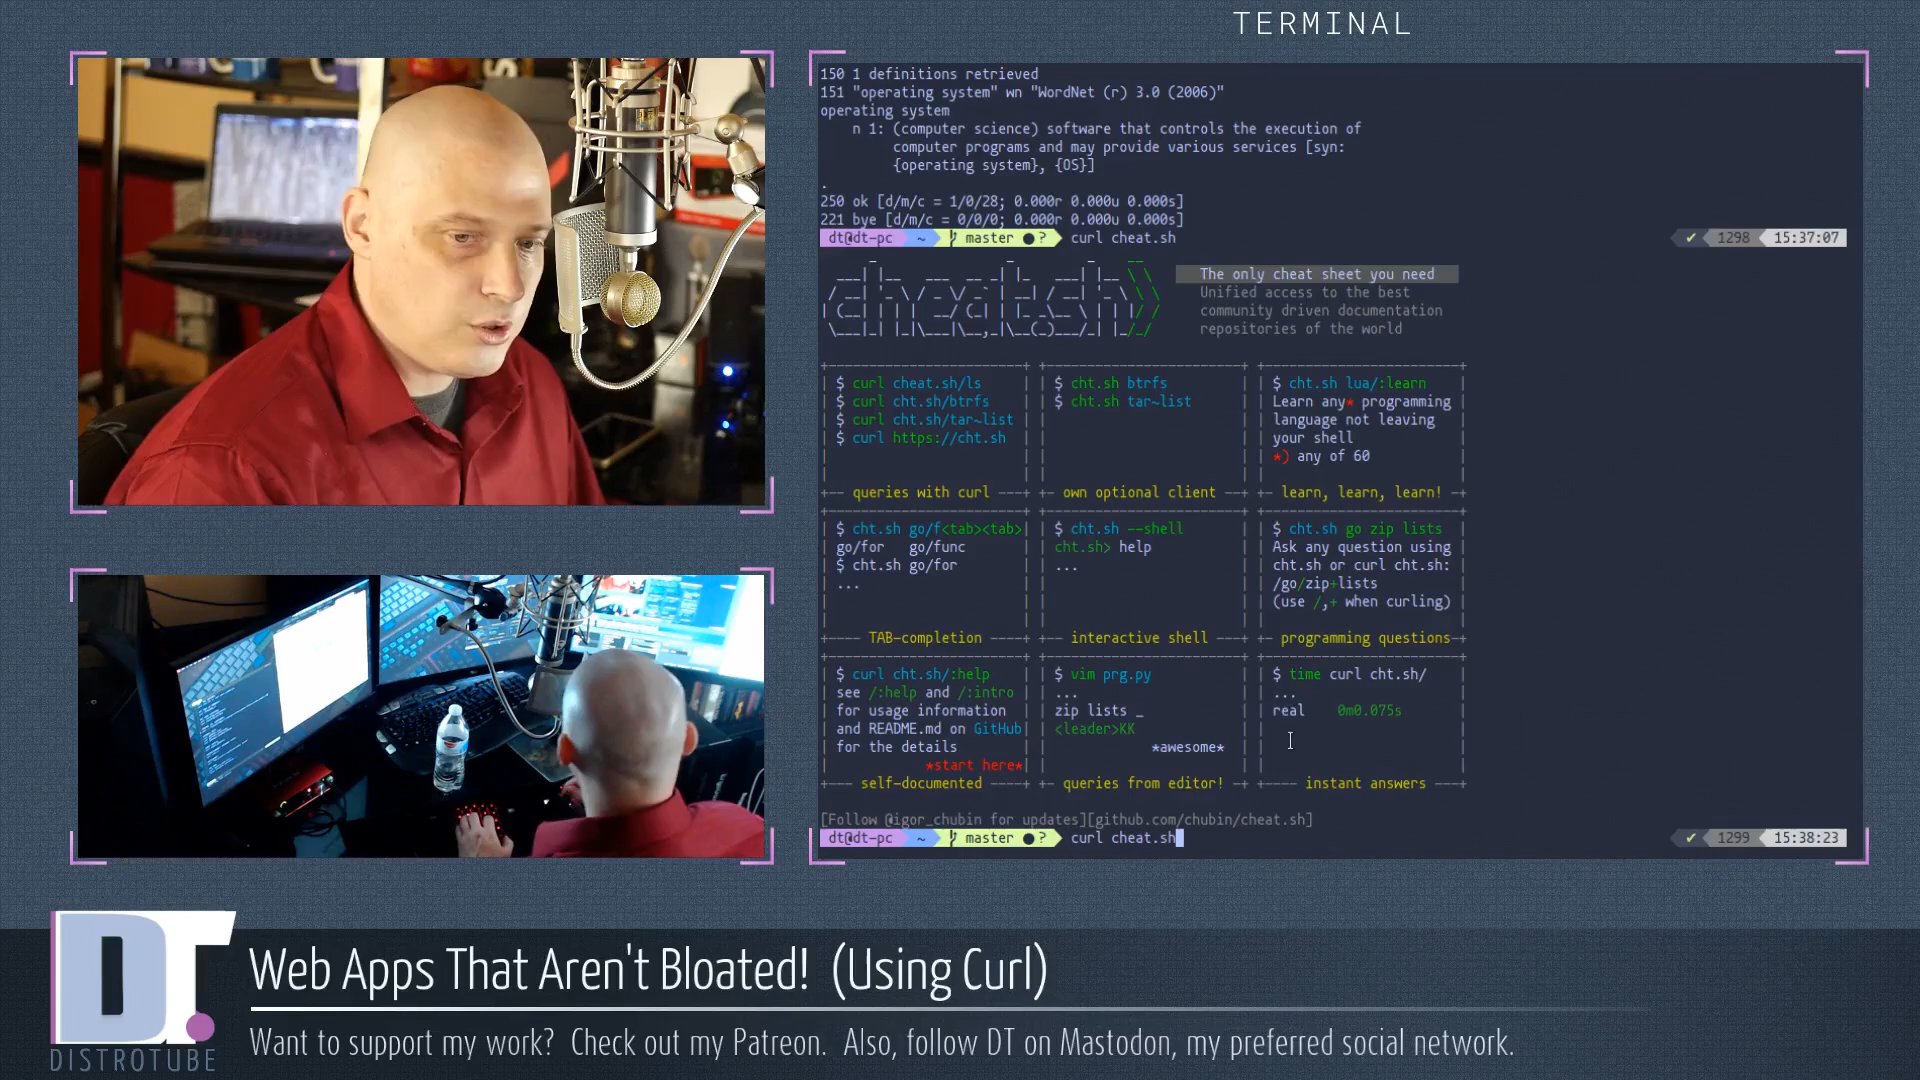 TERMINAL
150 1 definitions retrieved
151 "operating system" wn "WordNet (r) 3.0 (2006)"
operating system
n 1: (computer science) software that controls the execution of
computer programs and may provide various services [syn:
{operating system}, {OS}]
.
250 ok [d/m/c = 1/0/28; 0.000r 0.000u 0.000s]
221 bye [d/m/c = 0/0/0; 0.000r 0.000u 0.000s]
dt@dt-pc ~ master ●? curl cheat.sh ✔ 1298 15:37:07
cheat.sh
The only cheat sheet you need
Unified access to the best
community driven documentation
repositories of the world
$ curl cheat.sh/ls
$ curl cht.sh/btrfs
$ curl cht.sh/tar~list
$ curl https://cht.sh
queries with curl
$ cht.sh btrfs
$ cht.sh tar~list
own optional client
$ cht.sh lua/:learn
Learn any* programming
language not leaving
your shell
*) any of 60
learn, learn, learn!
$ cht.sh go/f<tab><tab>
go/for go/func
$ cht.sh go/for
...
TAB-completion
$ cht.sh --shell
cht.sh> help
...
interactive shell
$ cht.sh go zip lists
Ask any question using
cht.sh or curl cht.sh:
/go/zip+lists
(use /,+ when curling)
programming questions
$ curl cht.sh/:help
see /:help and /:intro
for usage information
and README.md on GitHub
for the details
*start here*
self-documented
$ vim prg.py
...
zip lists _
<leader>KK
*awesome*
queries from editor!
$ time curl cht.sh/
...
real 0m0.075s
instant answers
[Follow @igor_chubin for updates][github.com/chubin/cheat.sh]
dt@dt-pc ~ master ●? curl cheat.sh ✔ 1299 15:38:23
DT
DISTROTUBE
Web Apps That Aren't Bloated! (Using Curl)
Want to support my work? Check out my Patreon. Also, follow DT on Mastodon, my preferred social network.